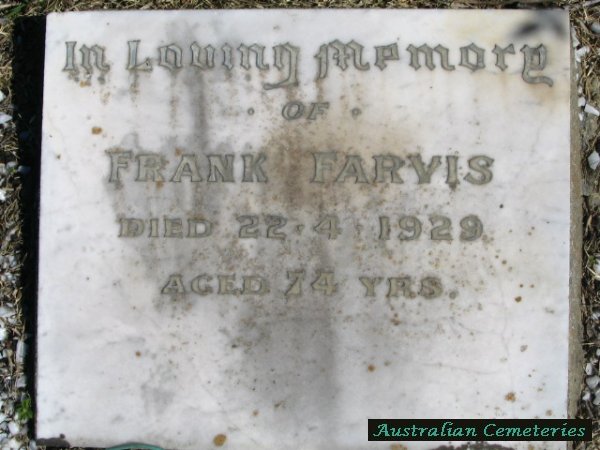 In Loving Memory
· OF ·
FRANK FARVIS
DIED 22·4·1929
AGED 74 YRS.
Australian Cemeteries